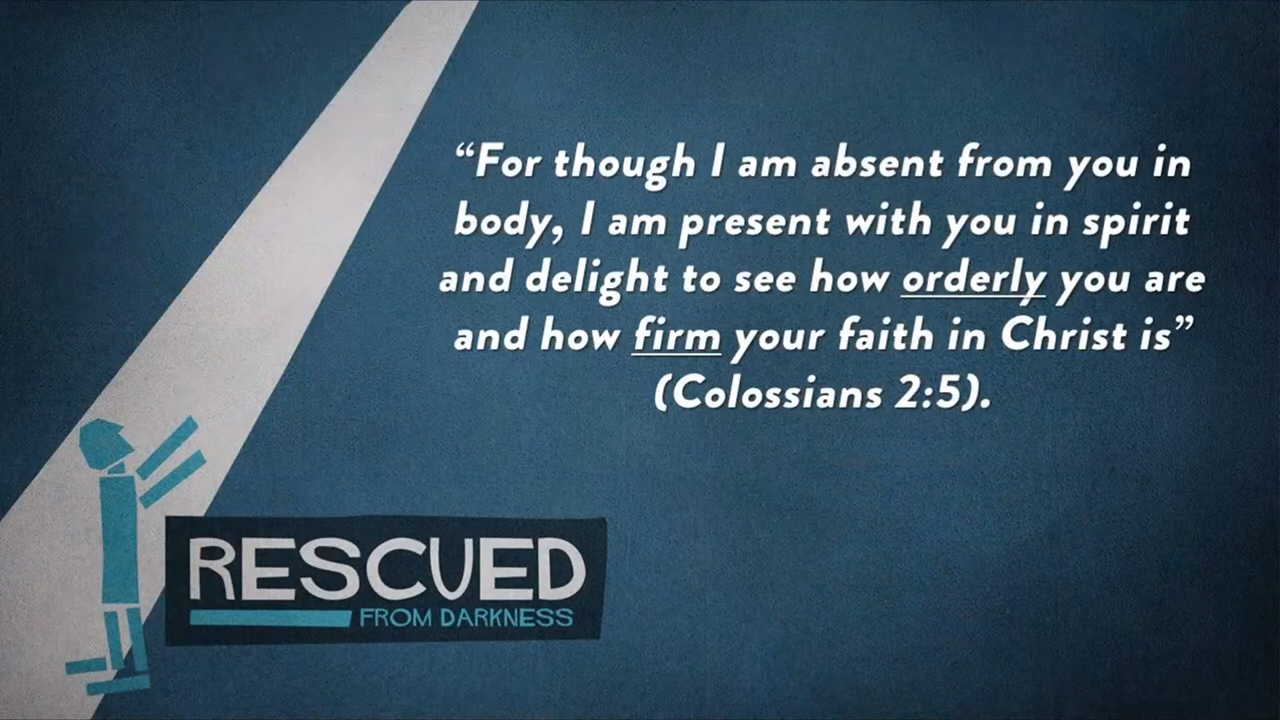 “For though I am absent from you in
body, I am present with you in spirit
and delight to see how orderly you are
and how firm your faith in Christ is”
(Colossians 2:5).
RESCUED
FROM DARKNESS